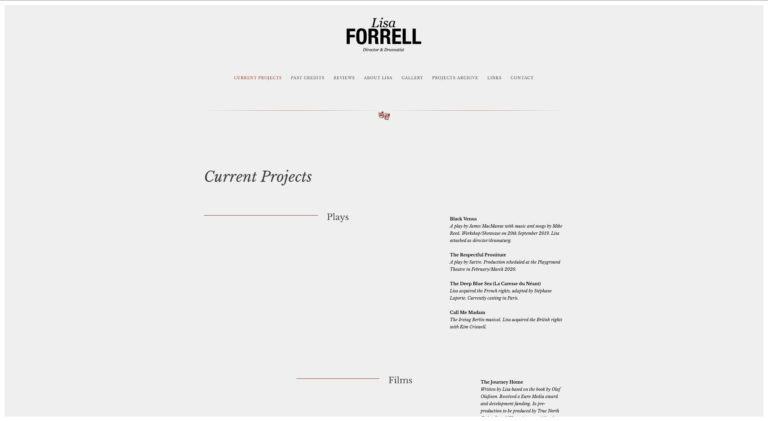 Lisa
FORRELL
Director & Dramatist
CURRENT PROJECTS PAST CREDITS REVIEWS ABOUT LISA GALLERY PROJECTS ARCHIVE LINKS CONTACT
Current Projects
Plays
Black Venus
A play by James MacManus with music and songs by Mike
Reed. Workshop/Showcase on 20th September 2019. Lisa
attached as director/dramaturg.
The Respectful Prostitute
A play by Sartre. Production scheduled at the Playground
Theatre in February/March 2020.
The Deep Blue Sea (La Caresse du Néant)
Lisa acquired the French rights, adapted by Stéphane
Laporte. Currently casting in Paris.
Call Me Madam
The Irving Berlin musical. Lisa acquired the British rights
with Kim Criswell.
Films
The Journey Home
Written by Lisa based on the book by Olaf
Olafsson. Received a Euro Media award
and development funding. In pre-
production to be produced by True North